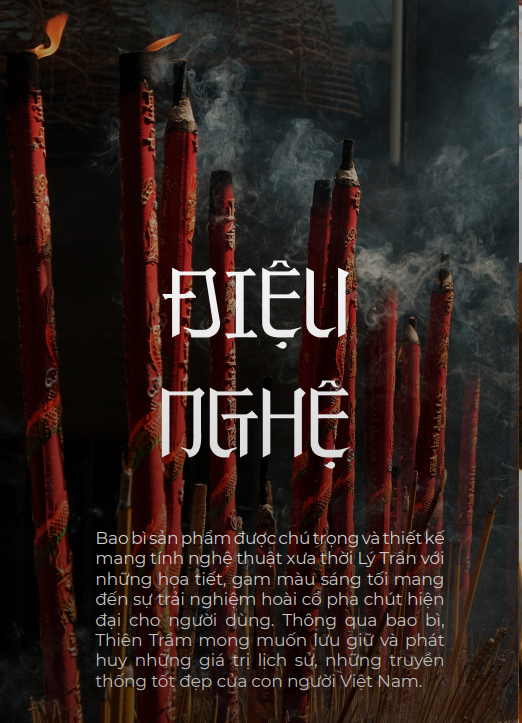 ĐIỆU
NGHỆ
Bao bì sản phẩm được chú trọng và thiết kế
mang tính nghệ thuật xưa thời Lý Trần với
những họa tiết, gam màu sáng tối mang
đến sự trải nghiệm hoài cổ pha chút hiện
đại cho người dùng. Thông qua bao bì,
Thiên Trầm mong muốn lưu giữ và phát
huy những giá trị lịch sử, những truyền
thống tốt đẹp của con người Việt Nam.